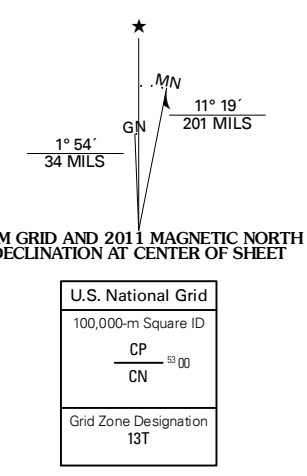 ★
MN
GN
11° 19´
201 MILS
1° 54´
34 MILS
M GRID AND 2011 MAGNETIC NORTH
DECLINATION AT CENTER OF SHEET
U.S. National Grid
100,000-m Square ID
CP
53 00
CN
Grid Zone Designation
13T